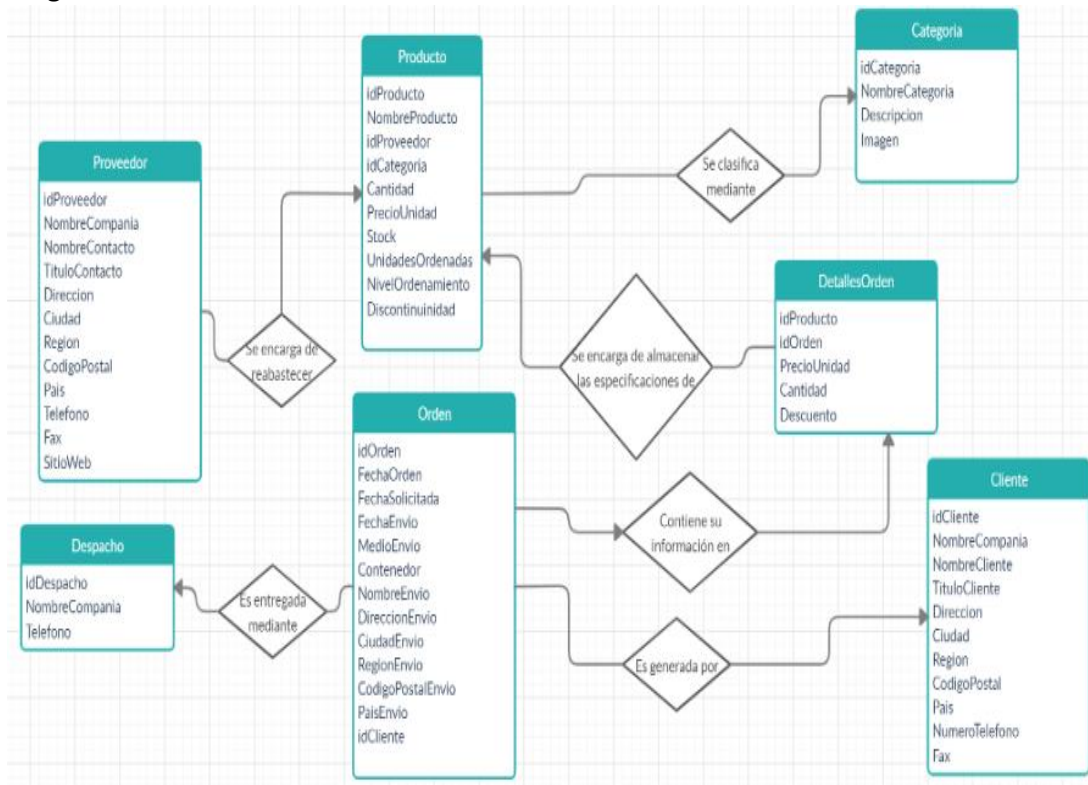 Categoria
idCategoria
NombreCategoria
Descripcion
Imagen
Producto
idProducto
NombreProducto
idProveedor
idCategoria
Cantidad
PrecioUnidad
Stock
UnidadesOrdenadas
NivelOrdenamiento
Discontinuinidad
Se clasifica
mediante
Proveedor
idProveedor
NombreCompania
NombreContacto
TituloContacto
Direccion
Ciudad
Region
CodigoPostal
Pais
Telefono
Fax
SitioWeb
Se encarga de
reabastecer
Se encarga de almacenar
las especificaciones de
DetallesOrden
idProducto
idOrden
PrecioUnidad
Cantidad
Descuento
Orden
idOrden
FechaOrden
FechaSolicitada
FechaEnvio
MedioEnvio
Contenedor
NombreEnvio
DireccionEnvio
CiudadEnvio
RegionEnvio
CodigoPostalEnvio
PaisEnvio
idCliente
Contiene su
información en
Cliente
idCliente
NombreCompania
NombreCliente
TituloCliente
Direccion
Ciudad
Region
CodigoPostal
Pais
NumeroTelefono
Fax
Despacho
idDespacho
NombreCompania
Telefono
Es entregada
mediante
Es generada por